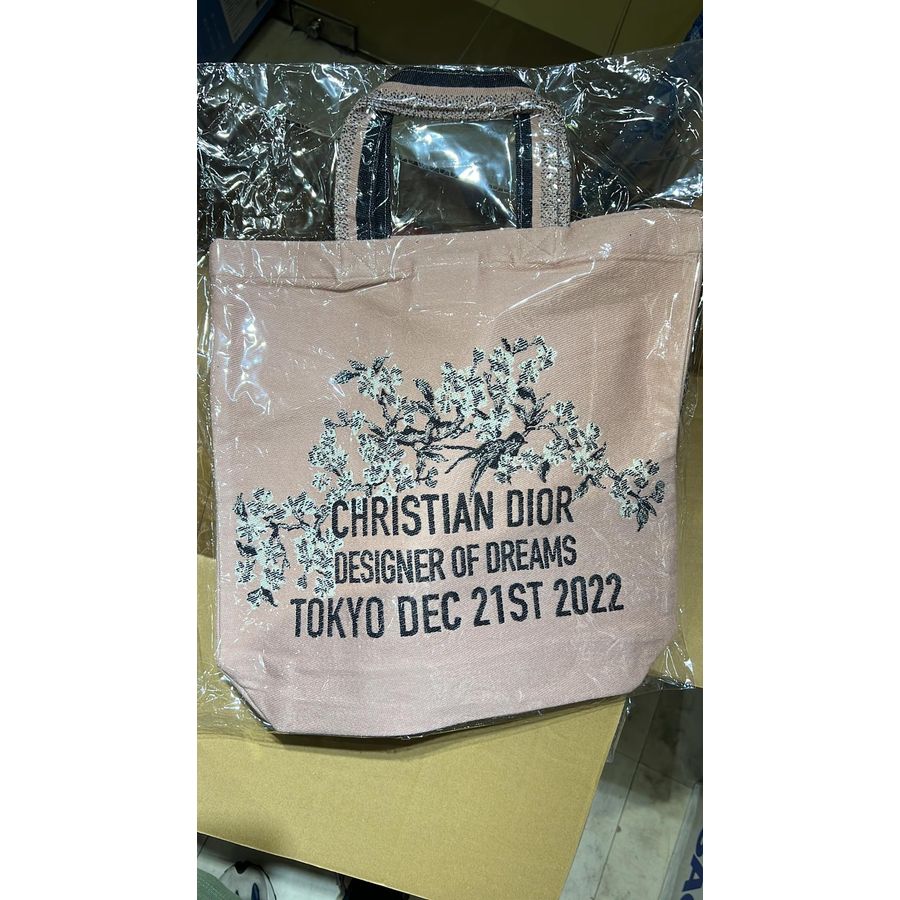 CHRISTIAN DIOR
DESIGNER OF DREAMS
TOKYO DEC 21ST 2022